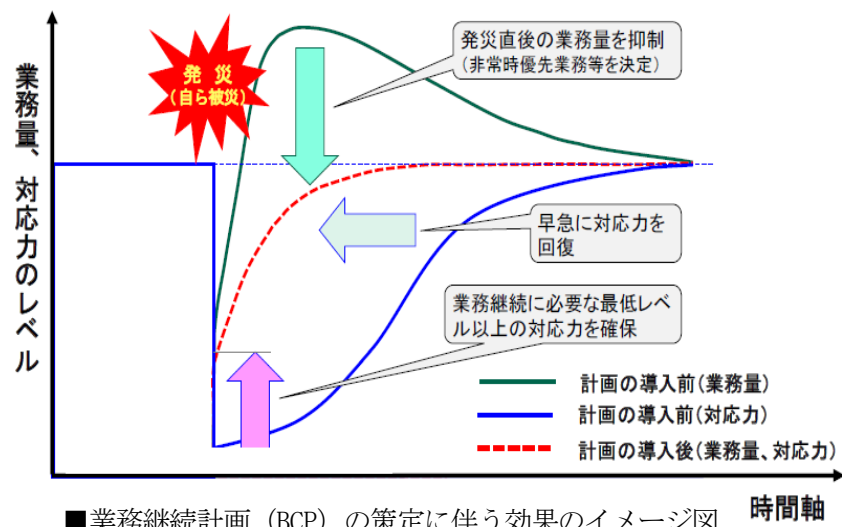 発災直後の業務量を抑制
(非常時優先業務等を決定)
発 災
(自ら被災)
業務量、対応力のレベル
早急に対応力を
回復
業務継続に必要な最低レベ
ル以上の対応力を確保
計画の導入前(業務量)
計画の導入前(対応力)
計画の導入後(業務量、対応力)
時間軸
■業務継続計画（BCP）の策定に伴う効果のイメージ図